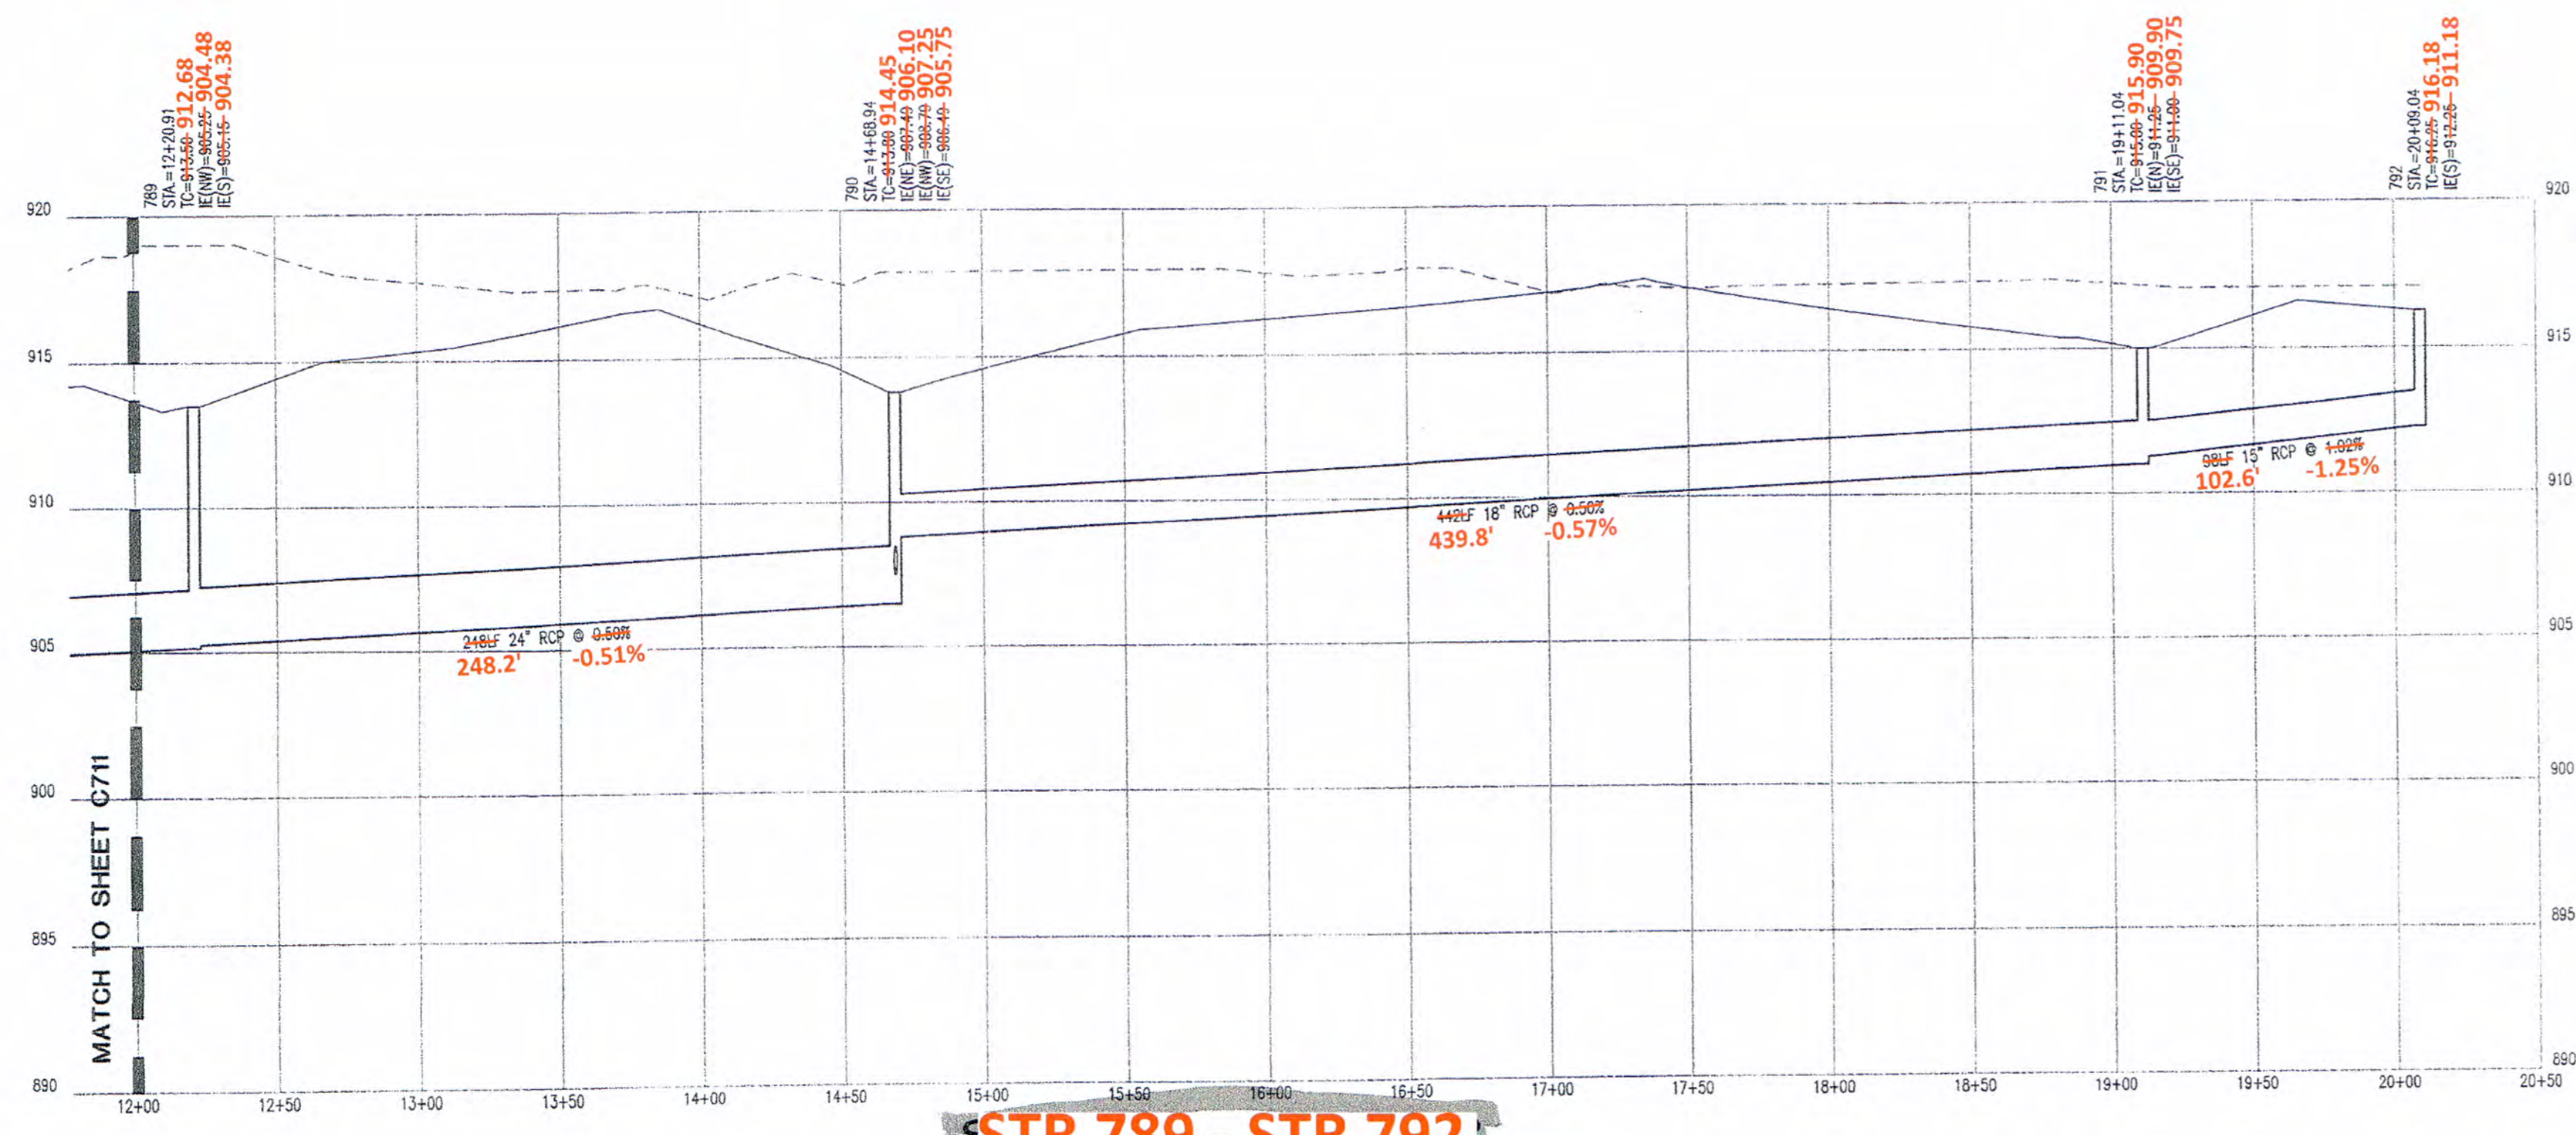 789
STA.=12+20.91
TC=913.50 912.68
IE(NW)=905.25 904.48
IE(S)=905.15 904.38
790
STA.=14+68.94
TC=913.80 914.45
IE(NE)=907.49 906.10
IE(NW)=908.79 907.25
IE(SE)=906.49 905.75
791
STA.=19+11.04
TC=915.00 915.90
IE(N)=911.25 909.90
IE(SE)=911.00 909.75
792
STA.=20+09.04
TC=916.25 916.18
IE(S)=912.25 911.18
920 920
915 915
910 910
905 905
900 900
895 895
890 890
98LF 15" RCP @ 1.02%
102.6' -1.25%
442LF 18" RCP @ 0.50%
439.8' -0.57%
248LF 24" RCP @ 0.50%
248.2' -0.51%
MATCH TO SHEET C711
12+00 12+50 13+00 13+50 14+00 14+50 15+00 15+50 16+00 16+50 17+00 17+50 18+00 18+50 19+00 19+50 20+00 20+50
STR 789 - STR 792